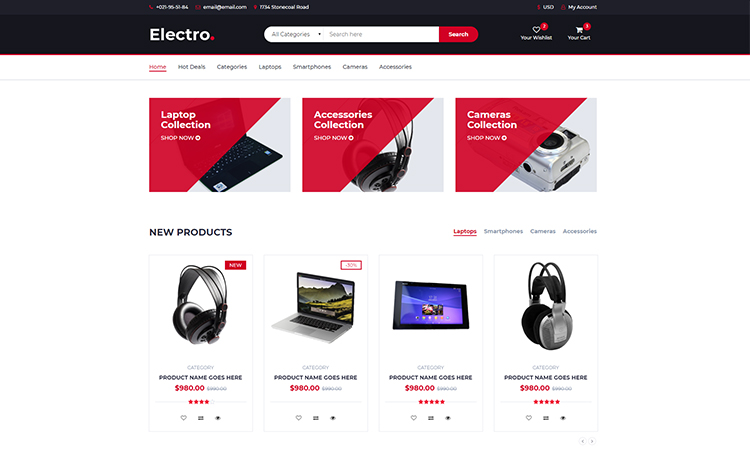 +021-95-51-84 email@email.com 1734 Stonecoal Road $ USD My Account
Electro. All Categories Search here Search 2 Your Wishlist 3 Your Cart
Home Hot Deals Categories Laptops Smartphones Cameras Accessories
Laptop
Collection
SHOP NOW
Accessories
Collection
SHOP NOW
Cameras
Collection
SHOP NOW
NEW PRODUCTS Laptops Smartphones Cameras Accessories
NEW
-30%
CATEGORY CATEGORY CATEGORY CATEGORY
PRODUCT NAME GOES HERE PRODUCT NAME GOES HERE PRODUCT NAME GOES HERE PRODUCT NAME GOES HERE
$980.00 $990.00 $980.00 $990.00 $980.00 $990.00 $980.00 $990.00